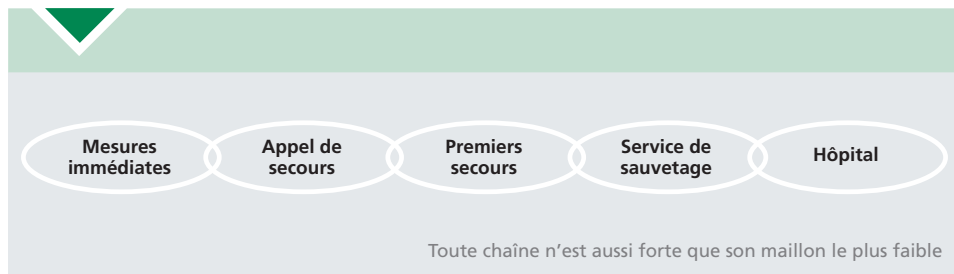 Mesures
immédiates
Appel de
secours
Premiers
secours
Service de
sauvetage
Hôpital
Toute chaîne n’est aussi forte que son maillon le plus faible